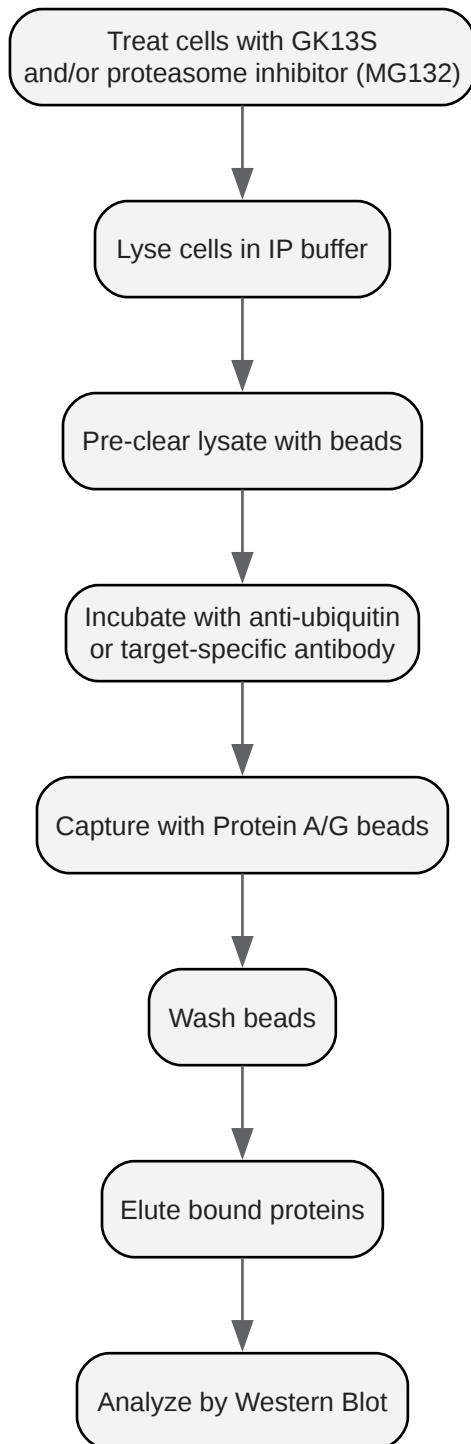 Treat cells with GK13S
and/or proteasome inhibitor (MG132)
Lyse cells in IP buffer
Pre-clear lysate with beads
Incubate with anti-ubiquitin
or target-specific antibody
Capture with Protein A/G beads
Wash beads
Elute bound proteins
Analyze by Western Blot